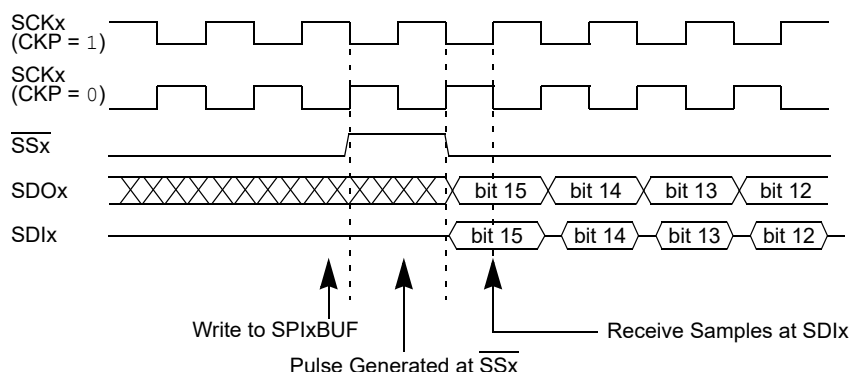 SCKx
(CKP = 1)
SCKx
(CKP = 0)
SSx
SDOx bit 15 bit 14 bit 13 bit 12
SDIx bit 15 bit 14 bit 13 bit 12
Write to SPIxBUF
Receive Samples at SDIx
Pulse Generated at SSx